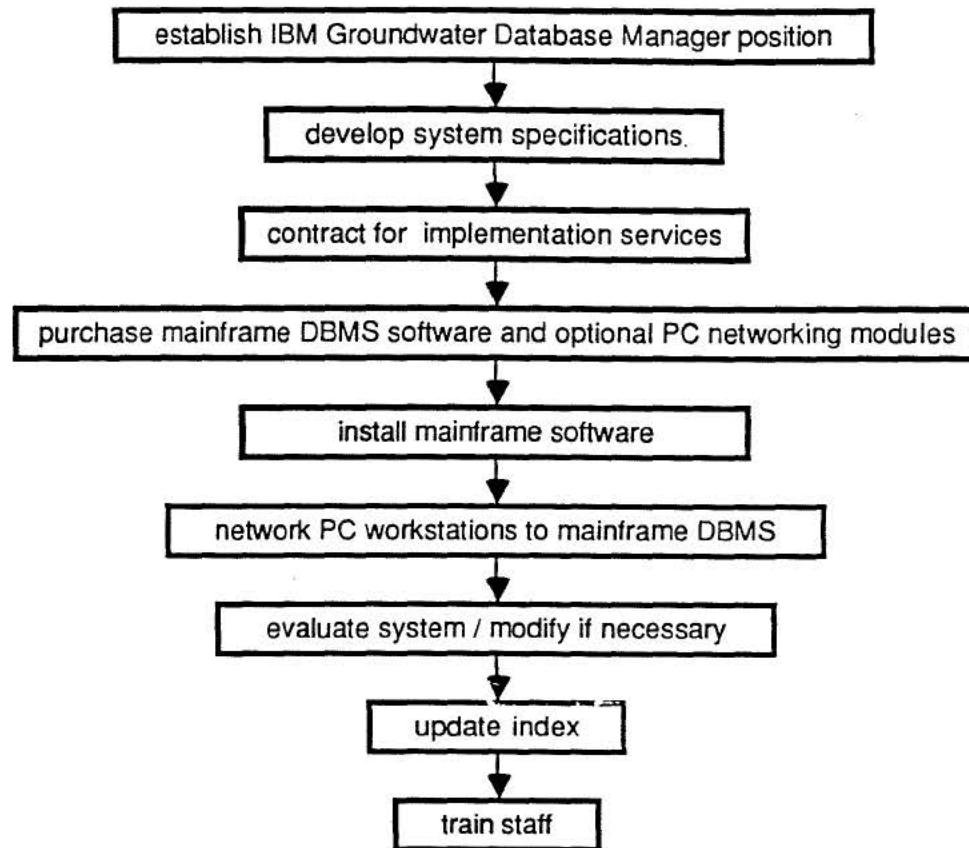 establish IBM Groundwater Database Manager position
develop system specifications.
contract for implementation services
purchase mainframe DBMS software and optional PC networking modules
install mainframe software
network PC workstations to mainframe DBMS
evaluate system / modify if necessary
update index
train staff